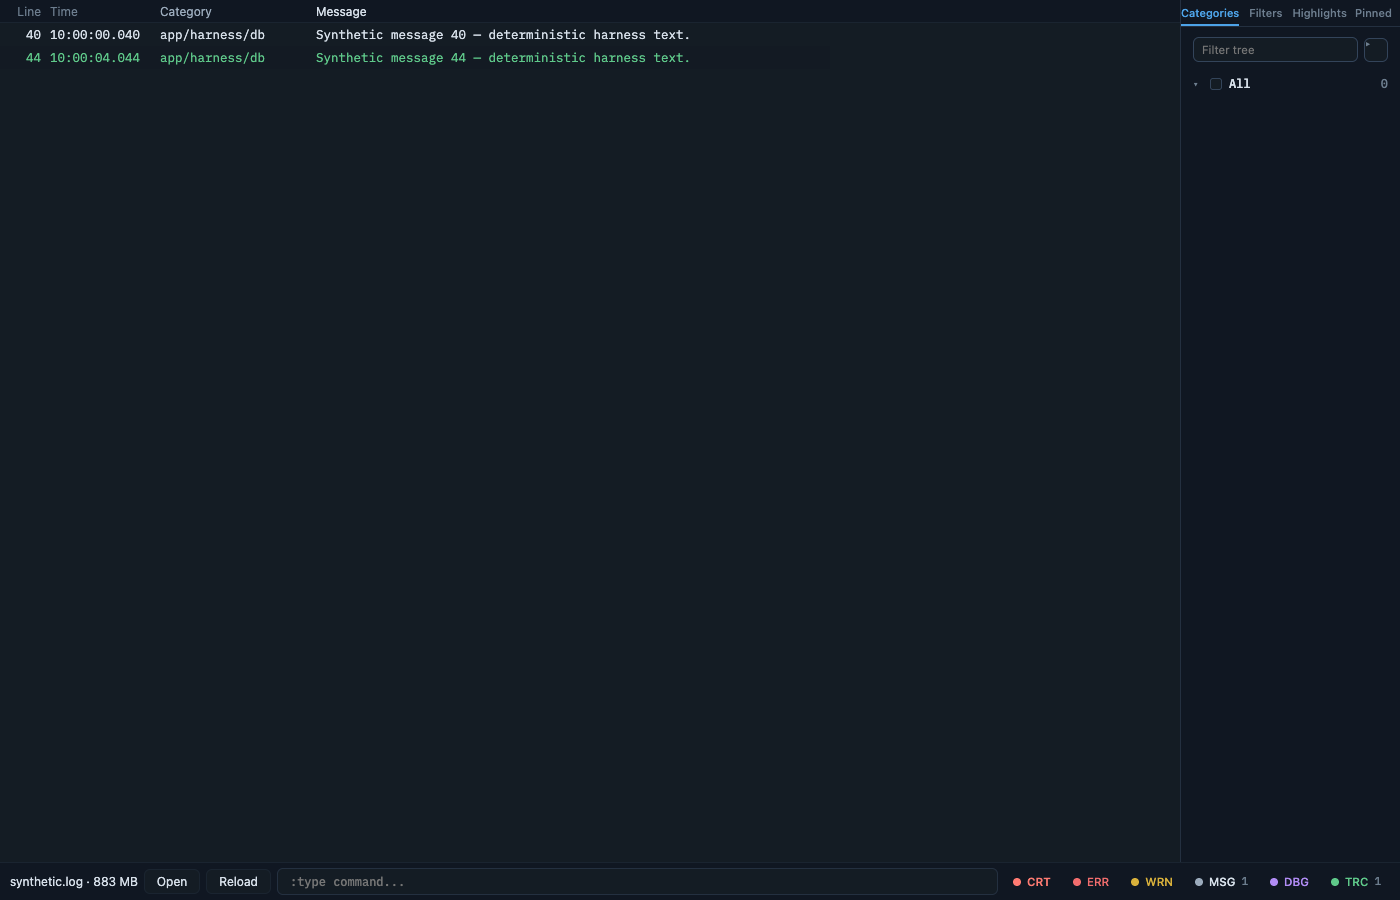 Line Time Category Message
40 10:00:00.040 app/harness/db Synthetic message 40 — deterministic harness text.
44 10:00:04.044 app/harness/db Synthetic message 44 — deterministic harness text.
Categories Filters Highlights Pinned
Filter tree
All 0
synthetic.log · 883 MB Open Reload :type command... CRT ERR WRN MSG 1 DBG TRC 1